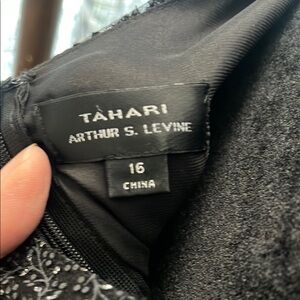 TAHARI
ARTHUR S. LEVINE
16
CHINA